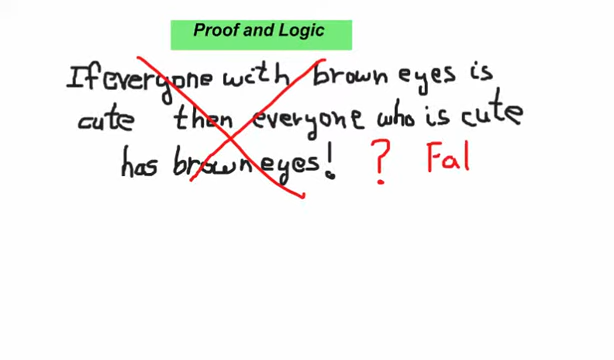 Proof and Logic
If everyone with brown eyes is
cute then everyone who is cute
has brown eyes! ? Fal